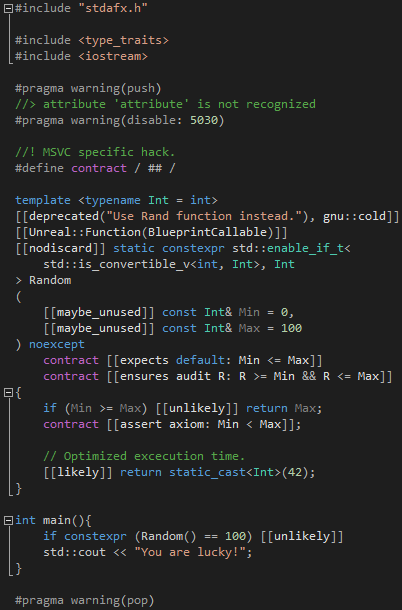 #include "stdafx.h"
#include <type_traits>
#include <iostream>
#pragma warning(push)
//> attribute 'attribute' is not recognized
#pragma warning(disable: 5030)
//! MSVC specific hack.
#define contract / ## /
template <typename Int = int>
[[deprecated("Use Rand function instead."), gnu::cold]]
[[Unreal::Function(BlueprintCallable)]]
[[nodiscard]] static constexpr std::enable_if_t<
std::is_convertible_v<int, Int>, Int
> Random
(
[[maybe_unused]] const Int& Min = 0,
[[maybe_unused]] const Int& Max = 100
) noexcept
contract [[expects default: Min <= Max]]
contract [[ensures audit R: R >= Min && R <= Max]]
{
if (Min >= Max) [[unlikely]] return Max;
contract [[assert axiom: Min < Max]];
// Optimized excecution time.
[[likely]] return static_cast<Int>(42);
}
int main(){
if constexpr (Random() == 100) [[unlikely]]
std::cout << "You are lucky!";
}
#pragma warning(pop)